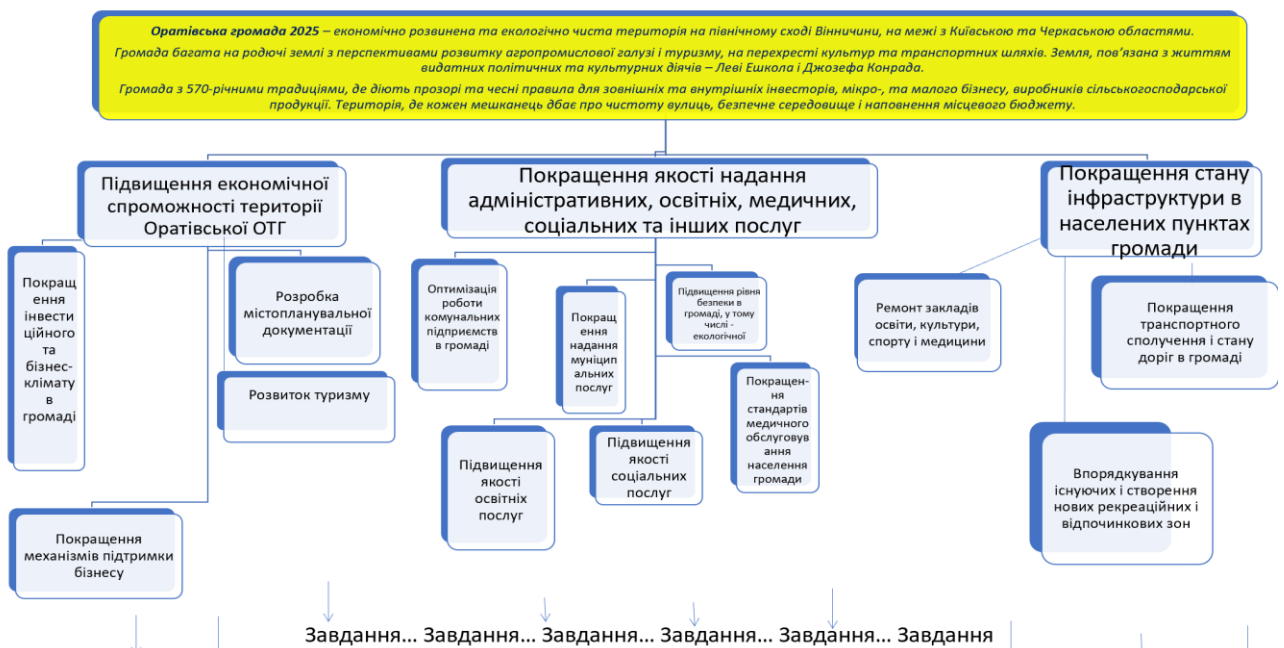 Оратівська громада 2025 – економічно розвинена та екологічно чиста територія на північному сході Вінничини, на межі з Київською та Черкаською областями.
Громада багата на родючі землі з перспективами розвитку агропромислової галузі і туризму, на перехресті культур та транспортних шляхів. Земля, пов’язана з життям
видатних політичних та культурних діячів – Леві Ешкола і Джозефа Конрада.
Громада з 570-річними традиціями, де діють прозорі та чесні правила для зовнішніх та внутрішніх інвесторів, мікро-, та малого бізнесу, виробників сільськогосподарської
продукції. Територія, де кожен мешканець дбає про чистоту вулиць, безпечне середовище і наповнення місцевого бюджету.
Підвищення економічної
спроможності території
Оратівської ОТГ
Покращ
ення
інвести
ційного
та
бізнес-
клімату
в
громаді
Розробка
містопланувальної
документації
Розвиток туризму
Покращення
механізмів підтримки
бізнесу
Покращення якості надання
адміністративних, освітніх, медичних,
соціальних та інших послуг
Оптимізація
роботи
комунальних
підприємств
в громаді
Покращ
ення
надання
муніцип
альних
послуг
Підвищення рівня
безпеки в
громаді, у тому
числі -
екологічної
Покращен-
ня
стандартів
медичного
обслуговув
ання
населення
громади
Підвищення
якості
освітніх
послуг
Підвищення
якості
соціальних
послуг
Покращення стану
інфраструктури в
населених пунктах
громади
Ремонт закладів
освіти, культури,
спорту і медицини
Покращення
транспортного
сполучення і стану
доріг в громаді
Впорядкування
існуючих і створення
нових рекреаційних і
відпочинкових зон
Завдання... Завдання... Завдання... Завдання... Завдання... Завдання